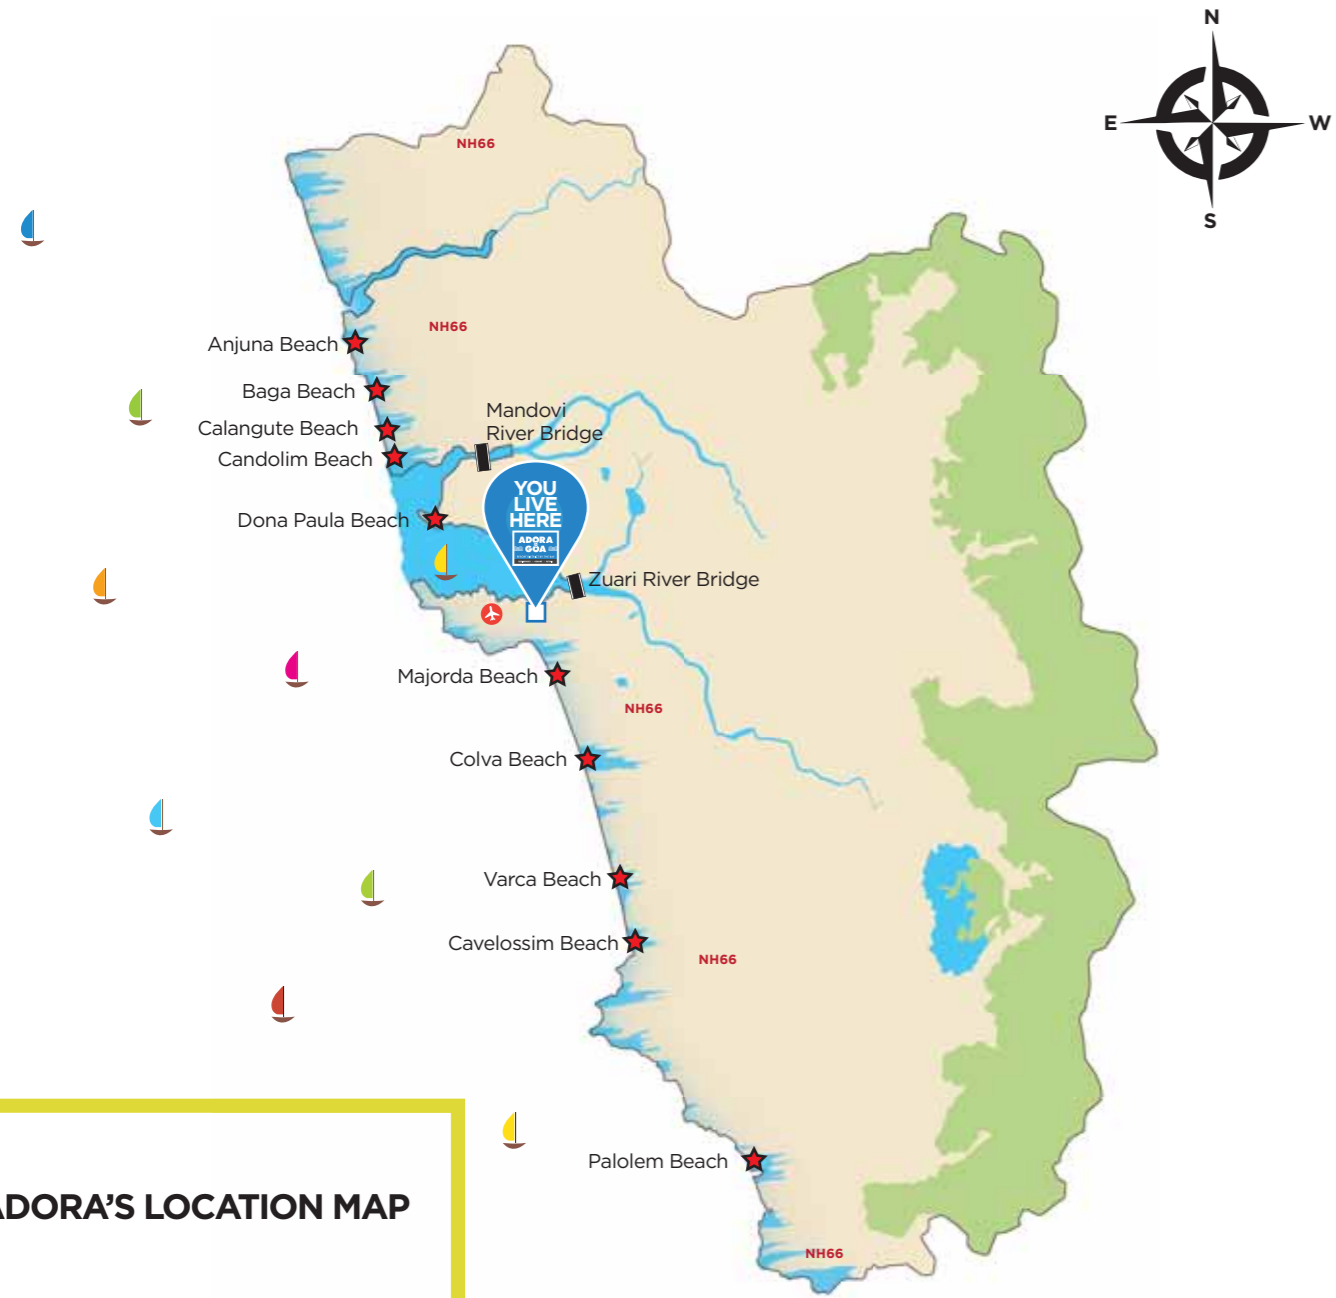 N
E
W
S
NH66
NH66
Anjuna Beach
Baga Beach
Calangute Beach
Candolim Beach
Mandovi
River Bridge
Dona Paula Beach
YOU
LIVE
HERE
ADORA
GOA
Zuari River Bridge
Majorda Beach
NH66
Colva Beach
Varca Beach
Cavelossim Beach
NH66
Palolem Beach
ADORA'S LOCATION MAP
NH66